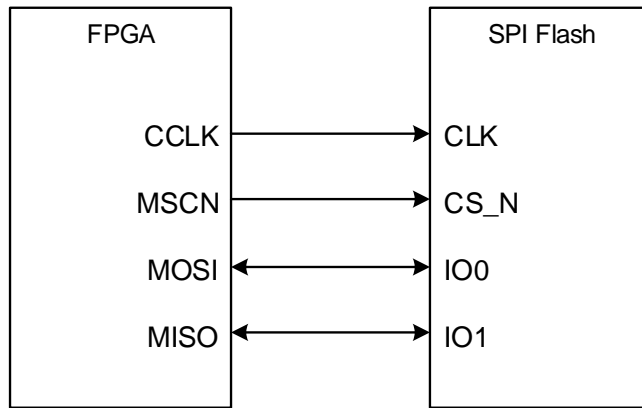 FPGA
SPI Flash
CCLK
CLK
MSCN
CS_N
MOSI
IO0
MISO
IO1